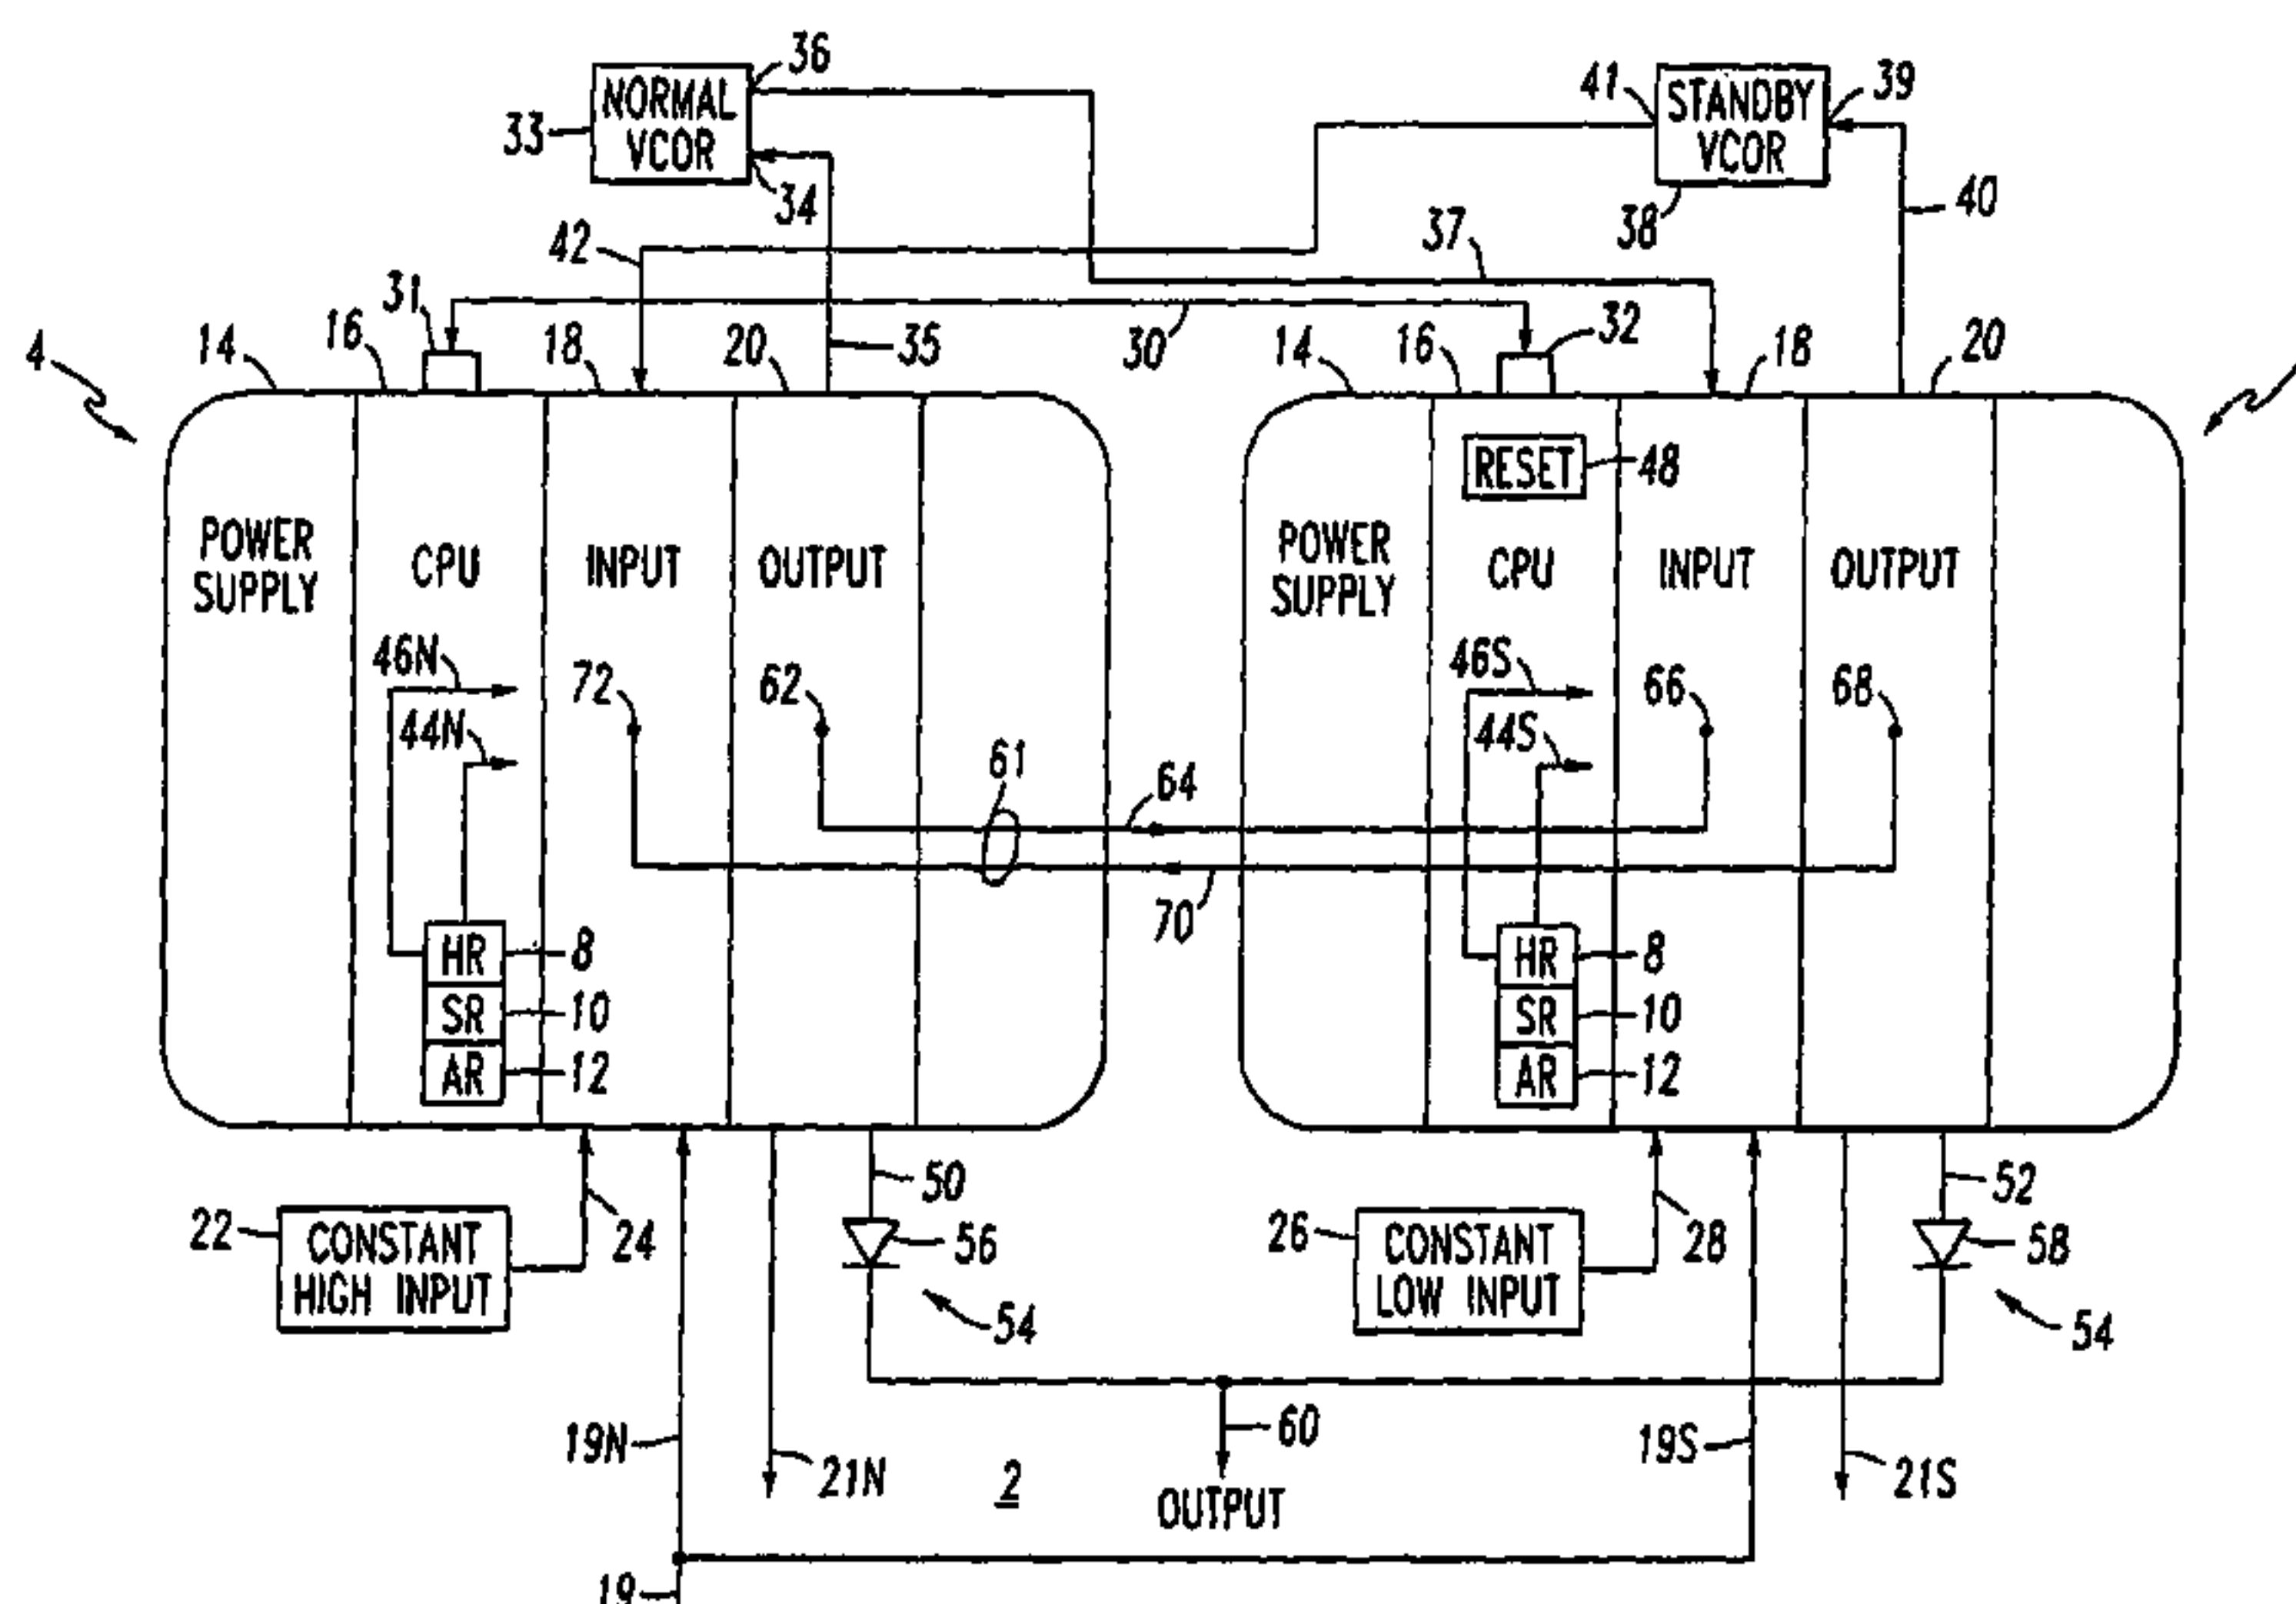 36
NORMAL
VCOR
33
34
41
STANDBY
VCOR
39
38
40
42
37
31
4
14
16
18
20
35
30
32
14
16
18
20
RESET
48
POWER
SUPPLY
CPU
INPUT
OUTPUT
POWER
SUPPLY
CPU
INPUT
OUTPUT
46N
44N
72
62
61
64
46S
44S
66
68
70
HR
8
SR
10
AR
12
HR
8
SR
10
AR
12
22
CONSTANT
HIGH INPUT
24
50
56
54
26
CONSTANT
LOW INPUT
28
52
58
54
19N
21N
2
60
OUTPUT
19S
21S
19